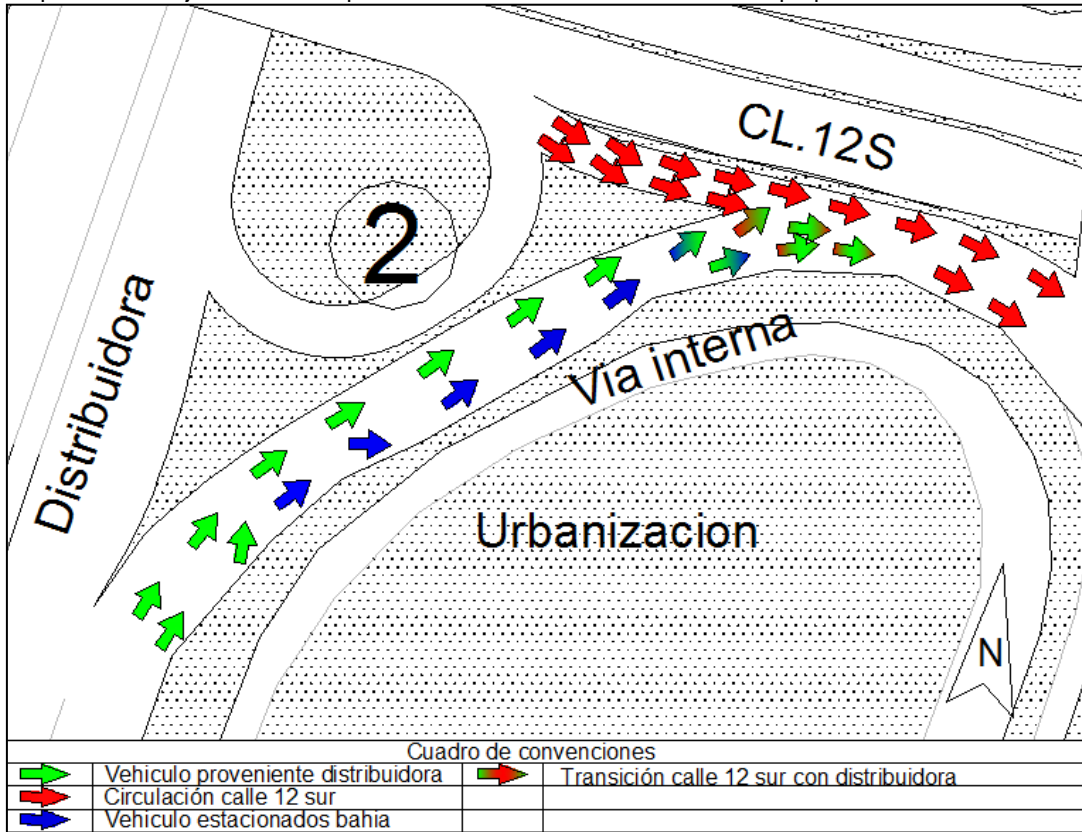 CL.12S
2
Distribuidora
Via interna
Urbanizacion
N
Cuadro de convenciones
Vehiculo proveniente distribuidora
Transición calle 12 sur con distribuidora
Circulación calle 12 sur
Vehiculo estacionados bahia